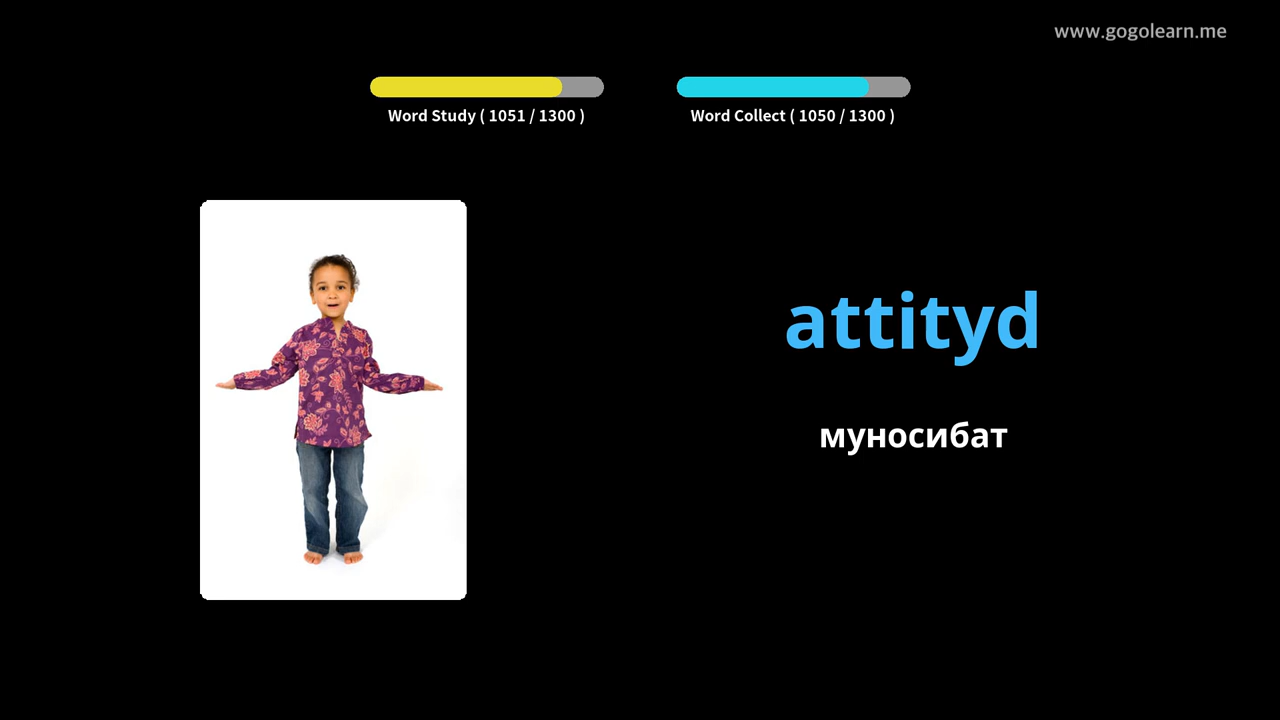 www.gogolearn.me
Word Study ( 1051 / 1300 )
Word Collect ( 1050 / 1300 )
attityd
муносибат